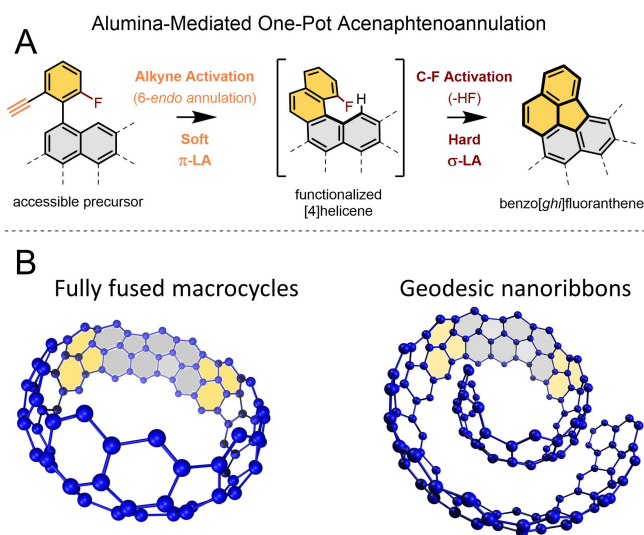 Alumina-Mediated One-Pot Acenaphtenoannulation
A
F
Alkyne Activation
(6-endo annulation)
Soft
π-LA
F
H
C-F Activation
(-HF)
Hard
σ-LA
accessible precursor
functionalized
[4]helicene
benzo[ghi]fluoranthene
B
Fully fused macrocycles
Geodesic nanoribbons